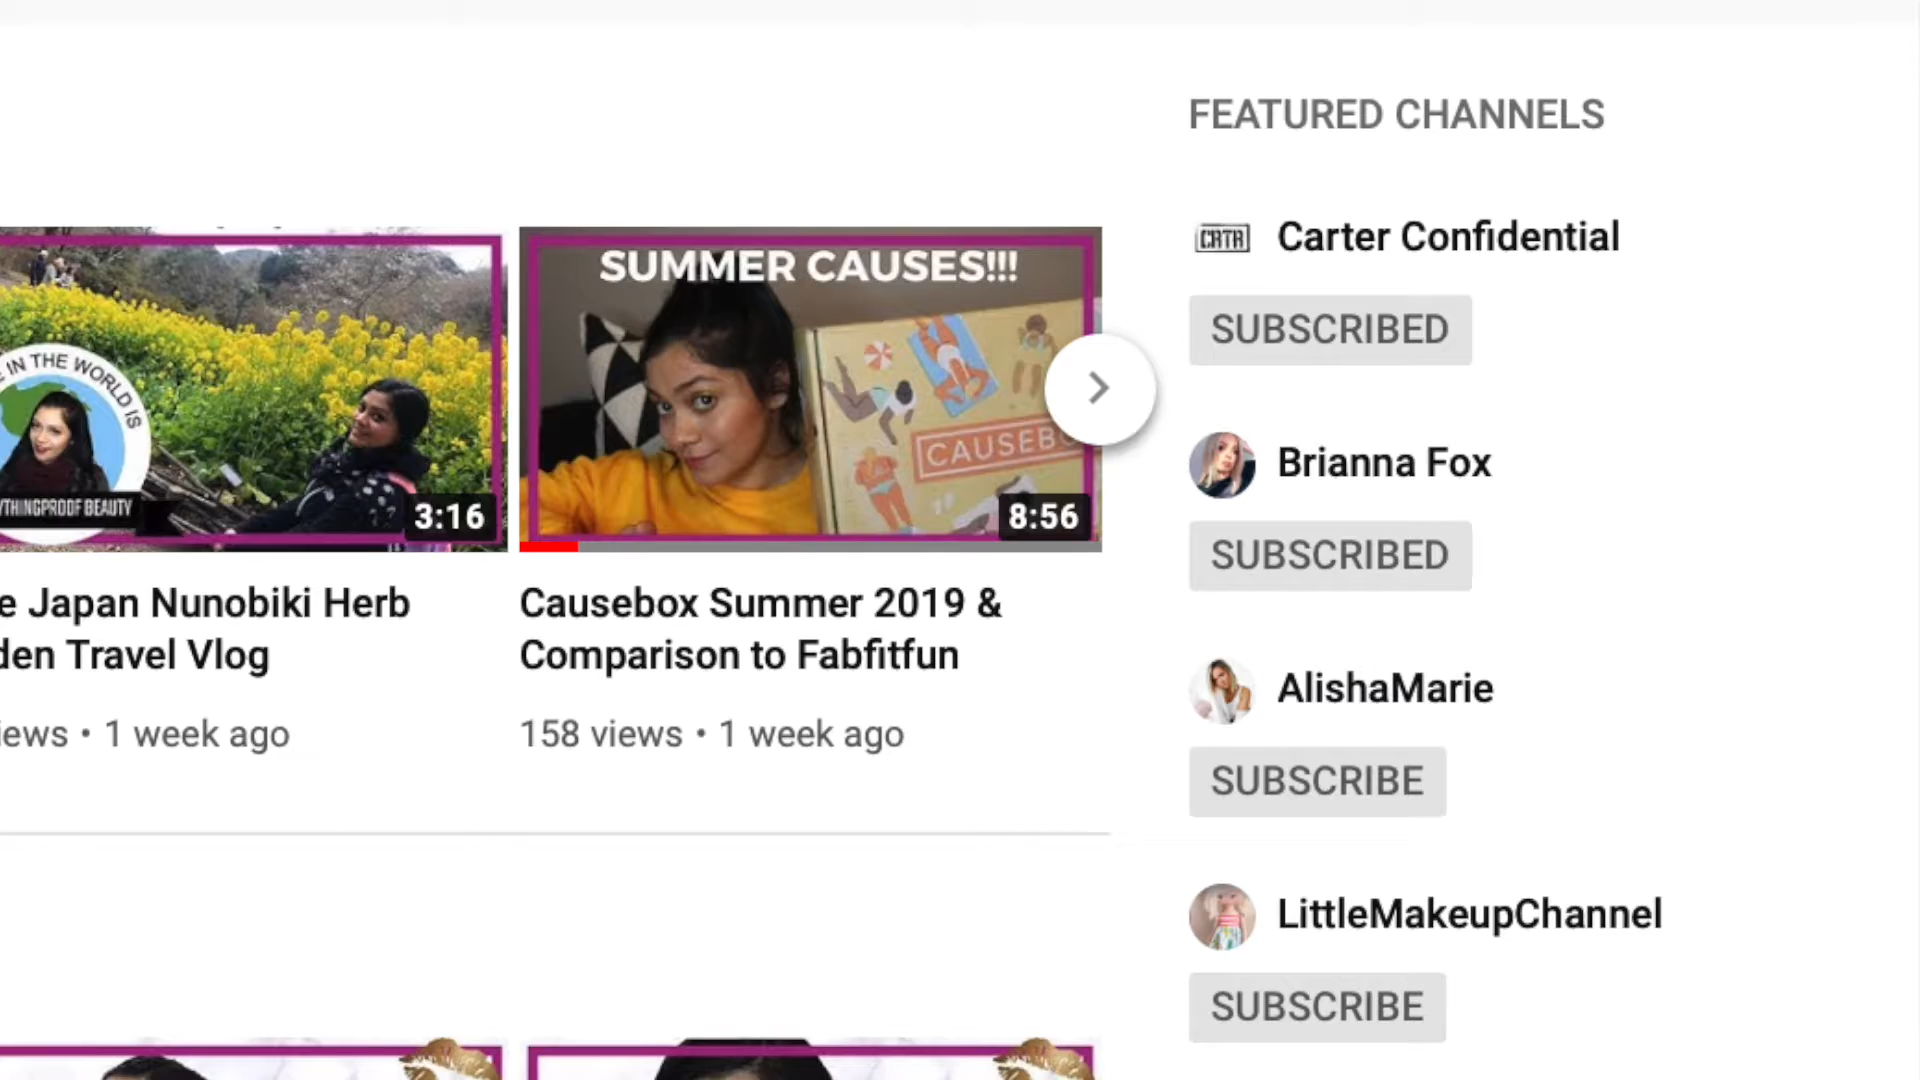 FEATURED CHANNELS
CRTR Carter Confidential
SUBSCRIBED
SUMMER CAUSES!!!
IN THE WORLD IS
CAUSEB
Brianna Fox
YTHINGPROOF BEAUTY
3:16
8:56
SUBSCRIBED
e Japan Nunobiki Herb
den Travel Vlog
iews • 1 week ago
Causebox Summer 2019 &
Comparison to Fabfitfun
158 views • 1 week ago
AlishaMarie
SUBSCRIBE
LittleMakeupChannel
SUBSCRIBE